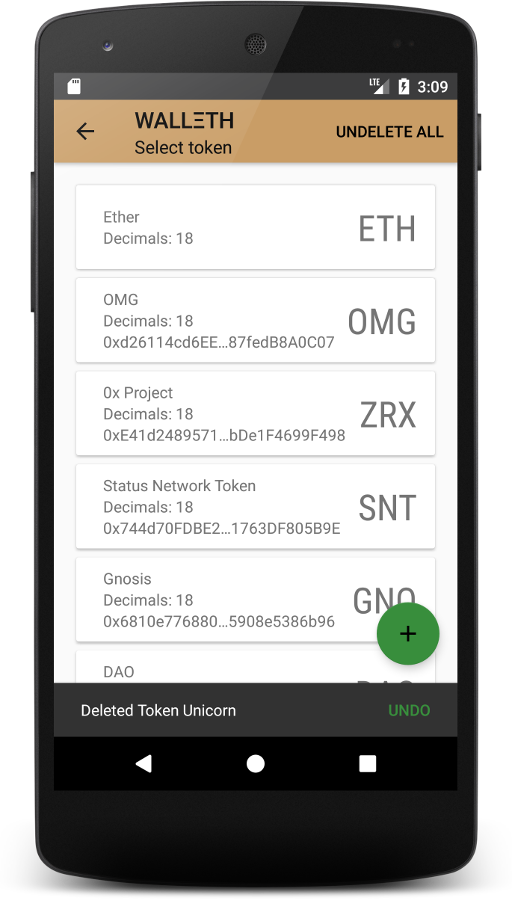 LTE 3:09
WALLΞTH
Select token
UNDELETE ALL
Ether
Decimals: 18
ETH
OMG
Decimals: 18
0xd26114cd6EE…87fedB8A0C07
OMG
0x Project
Decimals: 18
0xE41d2489571…bDe1F4699F498
ZRX
Status Network Token
Decimals: 18
0x744d70FDBE2…1763DF805B9E
SNT
Gnosis
Decimals: 18
0x6810e776880…5908e5386b96
GNO
+
DAO
Deleted Token Unicorn
UNDO